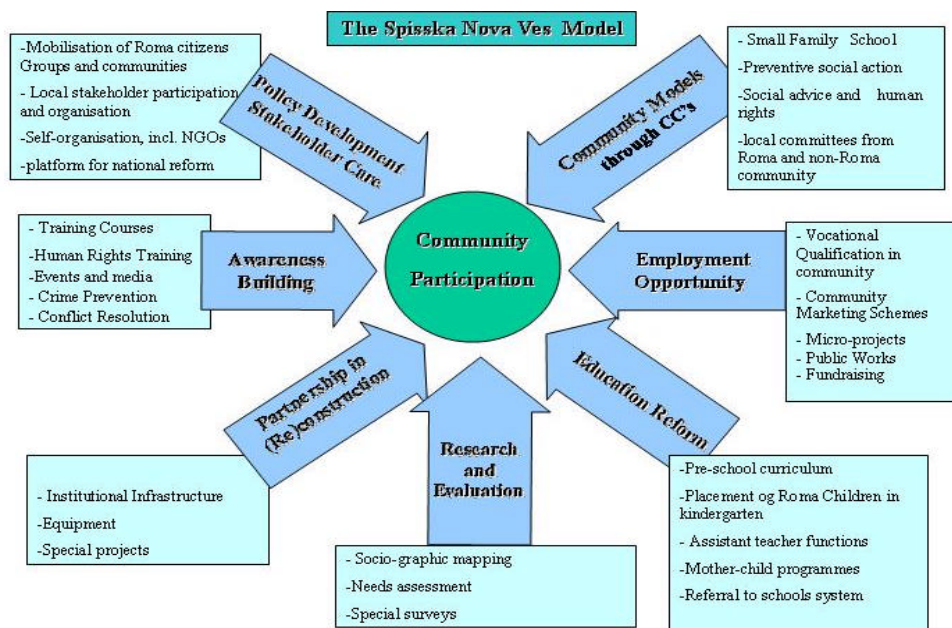 The Spisska Nova Ves Model
-Mobilisation of Roma citizens
Groups and communities
- Local stakeholder participation
and organisation
-Self-organisation, incl. NGOs
-platform for national reform
Policy Development
Stakeholder Care
Community Models
through CC's
- Small Family School
-Preventive social action
-Social advice and human
rights
-local committees from
Roma and non-Roma
community
- Training Courses
-Human Rights Training
-Events and media
- Crime Prevention
- Conflict Resolution
Awareness
Building
Community
Participation
Employment
Opportunity
- Vocational
Qualification in
community
- Community
Marketing Schemes
- Micro-projects
- Public Works
- Fundraising
Partnership in
(Re)construction
- Institutional Infrastructure
-Equipment
-Special projects
Research
and
Evaluation
- Socio-graphic mapping
-Needs assessment
-Special surveys
Education Reform
-Pre-school curriculum
-Placement og Roma Children in
kindergarten
- Assistant teacher functions
-Mother-child programmes
-Referral to schools system